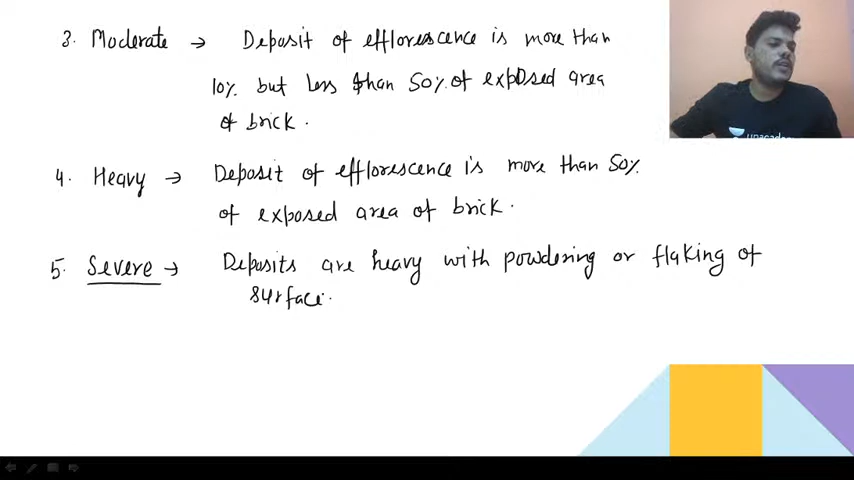 3. Moderate → Deposit of efflorescence is more than
10% but less than 50% of exposed area
of brick.
4. Heavy → Deposit of efflorescence is more than 50%
of exposed area of brick.
5. Severe → Deposits are heavy with powdering or flaking of
surface.
unacademy